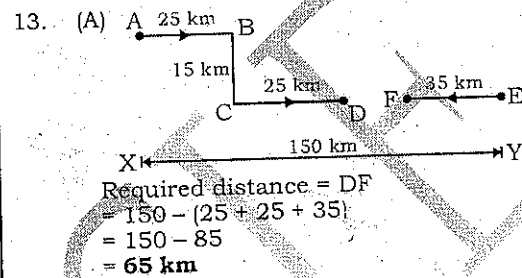 13. (A) A 25 km B
15 km
C 25 km D F 35 km E
X 150 km Y
Required distance = DF
= 150 – (25 + 25 + 35)
= 150 – 85
= 65 km